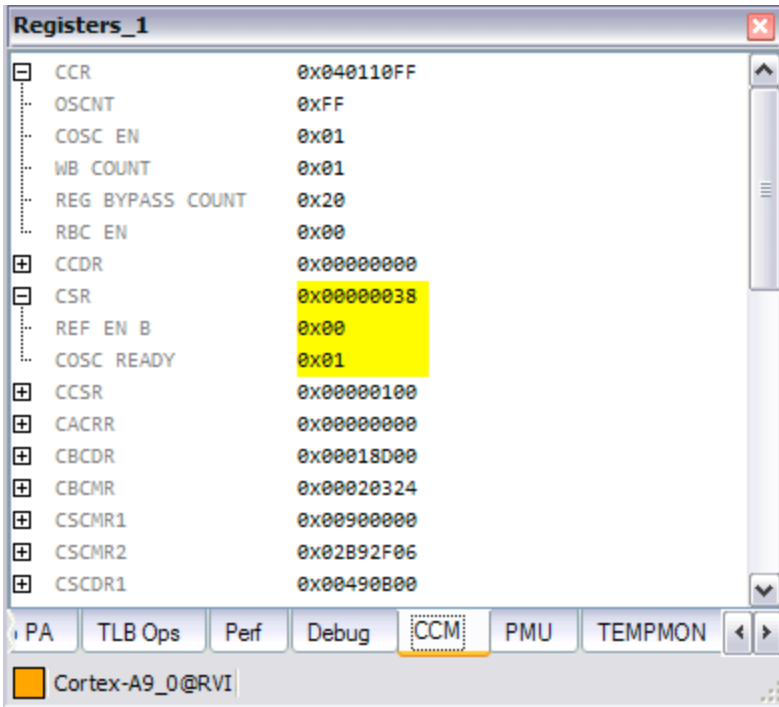 Registers_1
CCR 0x040110FF
OSCNT 0xFF
COSC EN 0x01
WB COUNT 0x01
REG BYPASS COUNT 0x20
RBC EN 0x00
CCDR 0x00000000
CSR 0x00000038
REF EN B 0x00
COSC READY 0x01
CCSR 0x00000100
CACRR 0x00000000
CBCDR 0x00018D00
CBCMR 0x00020324
CSCMR1 0x00900000
CSCMR2 0x02B92F06
CSCDR1 0x00490B00
PA TLB Ops Perf Debug CCM PMU TEMPMON
Cortex-A9_0@RVI